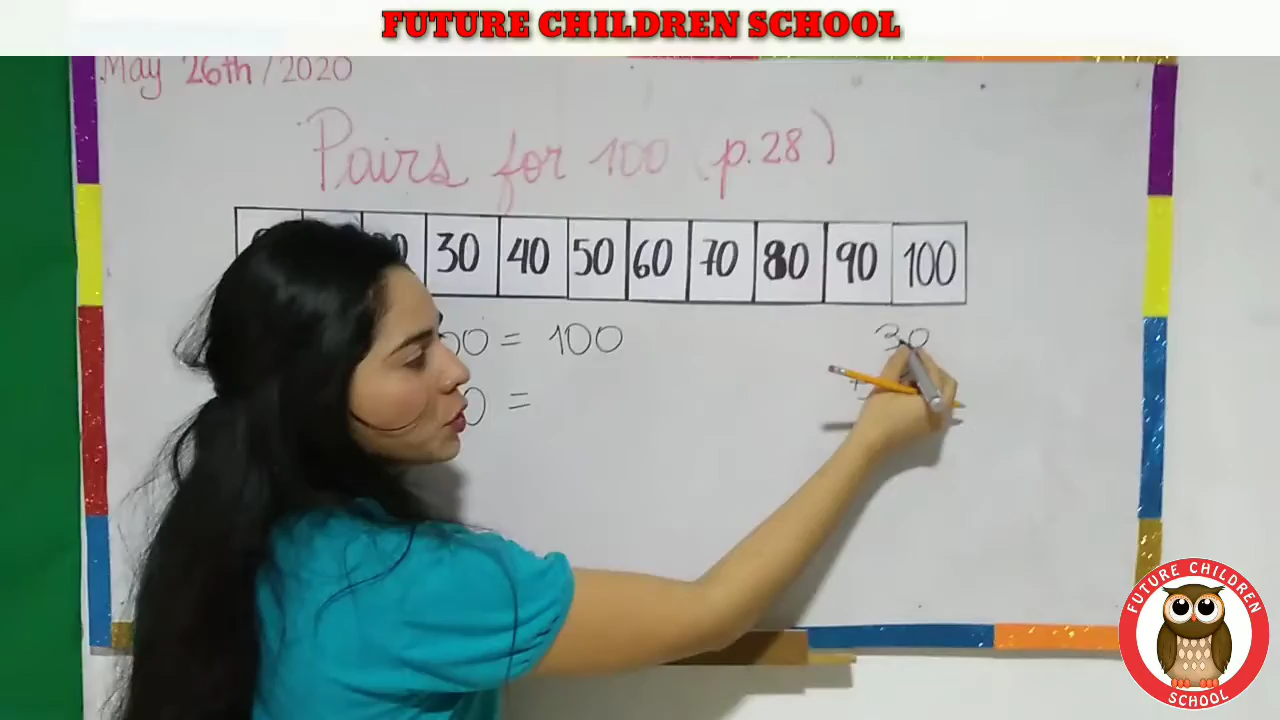 FUTURE CHILDREN SCHOOL
May 26th/2020
Pairs for 100 (p.28)
30 40 50 60 70 80 90 100
= 100
30
=
+
FUTURE CHILDREN
SCHOOL